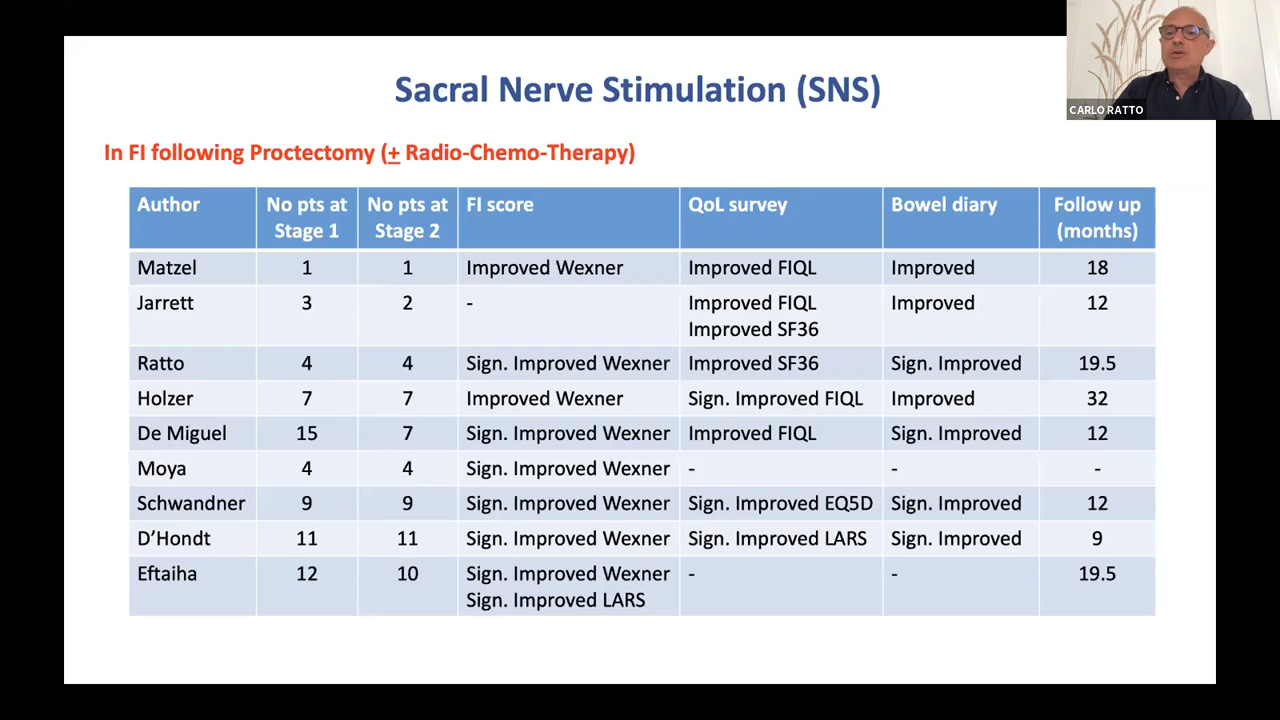 CARLO RATTO
Sacral Nerve Stimulation (SNS)
In FI following Proctectomy (+ Radio-Chemo-Therapy)
Author No pts at Stage 1 No pts at Stage 2 FI score QoL survey Bowel diary Follow up (months)
Matzel 1 1 Improved Wexner Improved FIQL Improved 18
Jarrett 3 2 - Improved FIQL Improved 12
Improved SF36
Ratto 4 4 Sign. Improved Wexner Improved SF36 Sign. Improved 19.5
Holzer 7 7 Improved Wexner Sign. Improved FIQL Improved 32
De Miguel 15 7 Sign. Improved Wexner Improved FIQL Sign. Improved 12
Moya 4 4 Sign. Improved Wexner - - -
Schwandner 9 9 Sign. Improved Wexner Sign. Improved EQ5D Sign. Improved 12
D’Hondt 11 11 Sign. Improved Wexner Sign. Improved LARS Sign. Improved 9
Eftaiha 12 10 Sign. Improved Wexner - - 19.5
Sign. Improved LARS